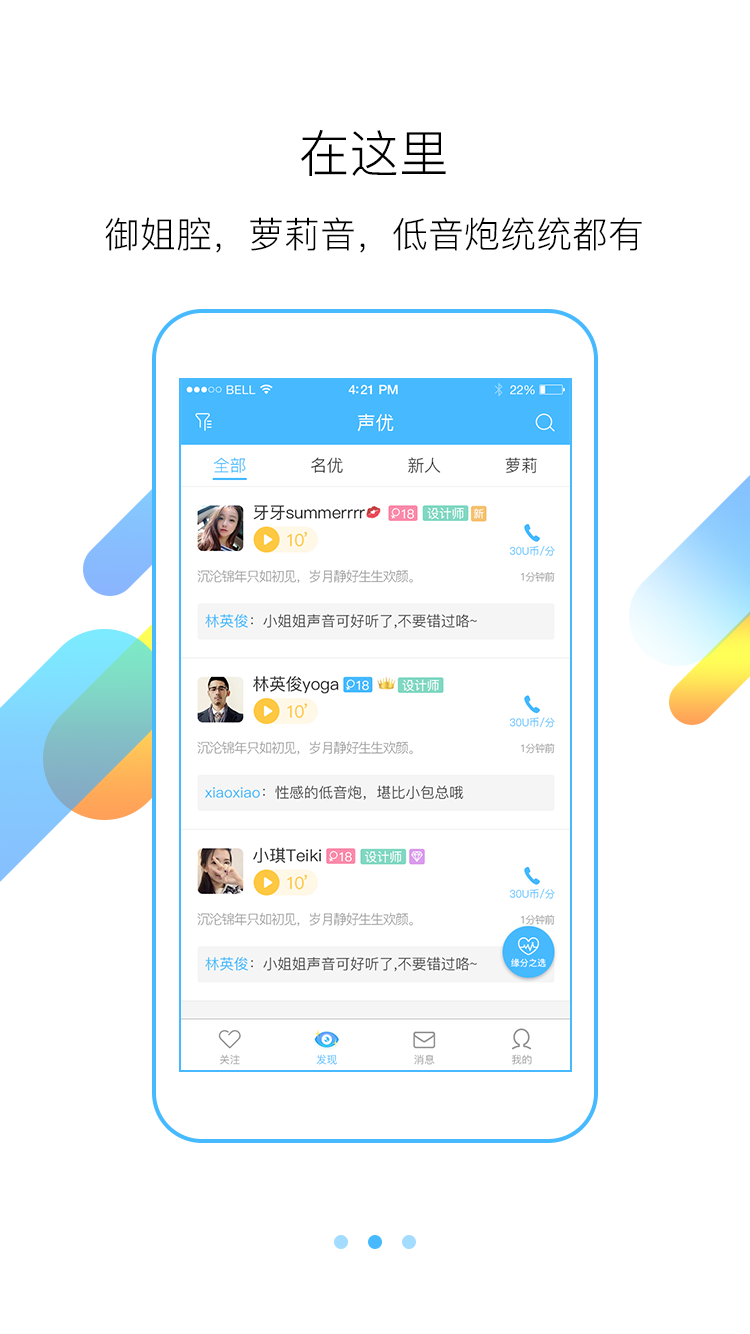 在这里
御姐腔，萝莉音，低音炮统统都有
BELL 4:21 PM 22%
声优
全部 名优 新人 萝莉
牙牙summerrrr💋 18 设计师 新
10’
30U币/分
沉沦锦年只如初见，岁月静好生生欢颜。 1分钟前
林英俊：小姐姐声音可好听了,不要错过咯~
林英俊yoga 18 设计师
10’
30U币/分
沉沦锦年只如初见，岁月静好生生欢颜。 1分钟前
xiaoxiao：性感的低音炮，堪比小包总哦
小琪Teiki 18 设计师
10’
30U币/分
沉沦锦年只如初见，岁月静好生生欢颜。 1分钟前
林英俊：小姐姐声音可好听了,不要错过咯~
缘分之选
关注 发现 消息 我的